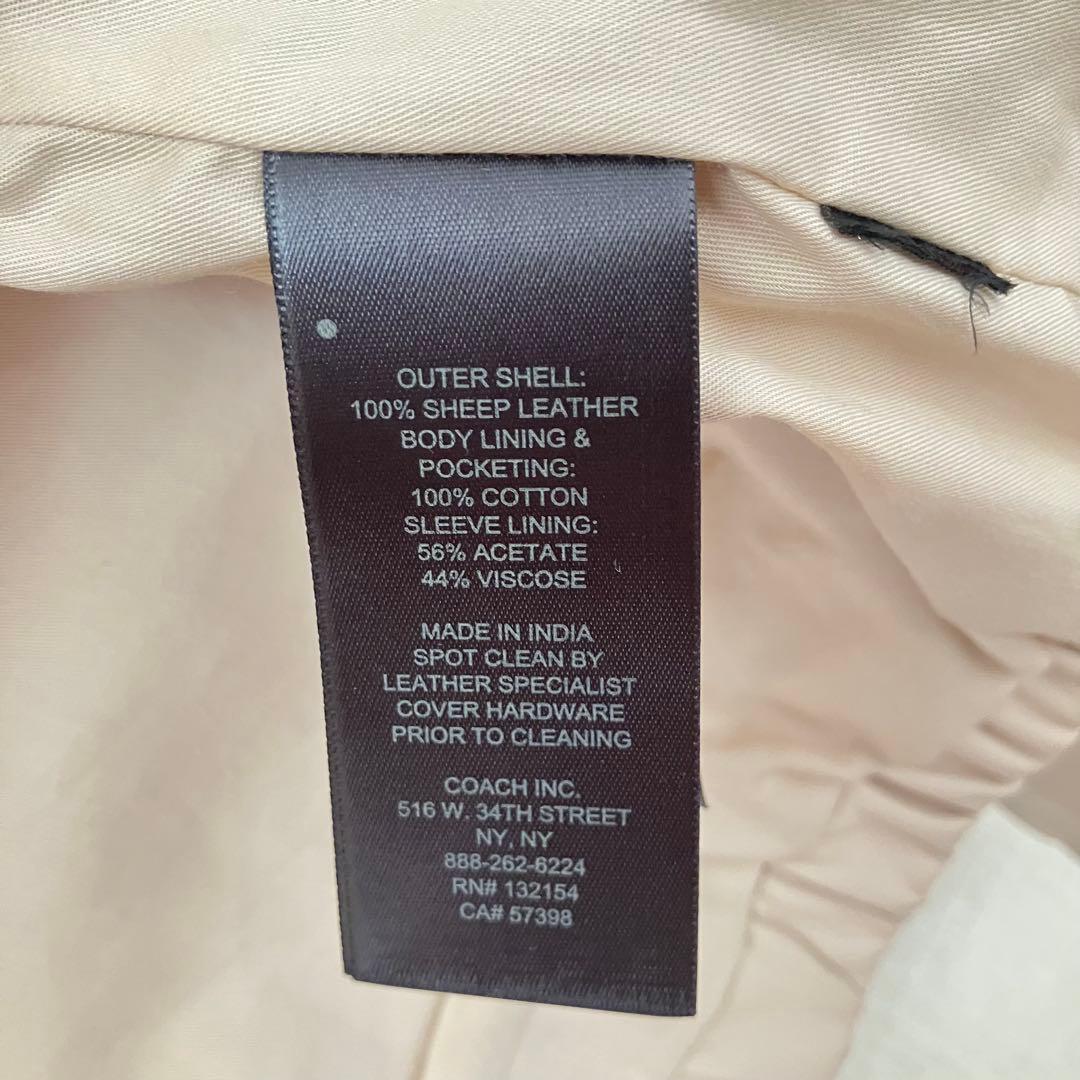 OUTER SHELL:
100% SHEEP LEATHER
BODY LINING &
POCKETING:
100% COTTON
SLEEVE LINING:
56% ACETATE
44% VISCOSE
MADE IN INDIA
SPOT CLEAN BY
LEATHER SPECIALIST
COVER HARDWARE
PRIOR TO CLEANING
COACH INC.
516 W. 34TH STREET
NY, NY
888-262-6224
RN# 132154
CA# 57398